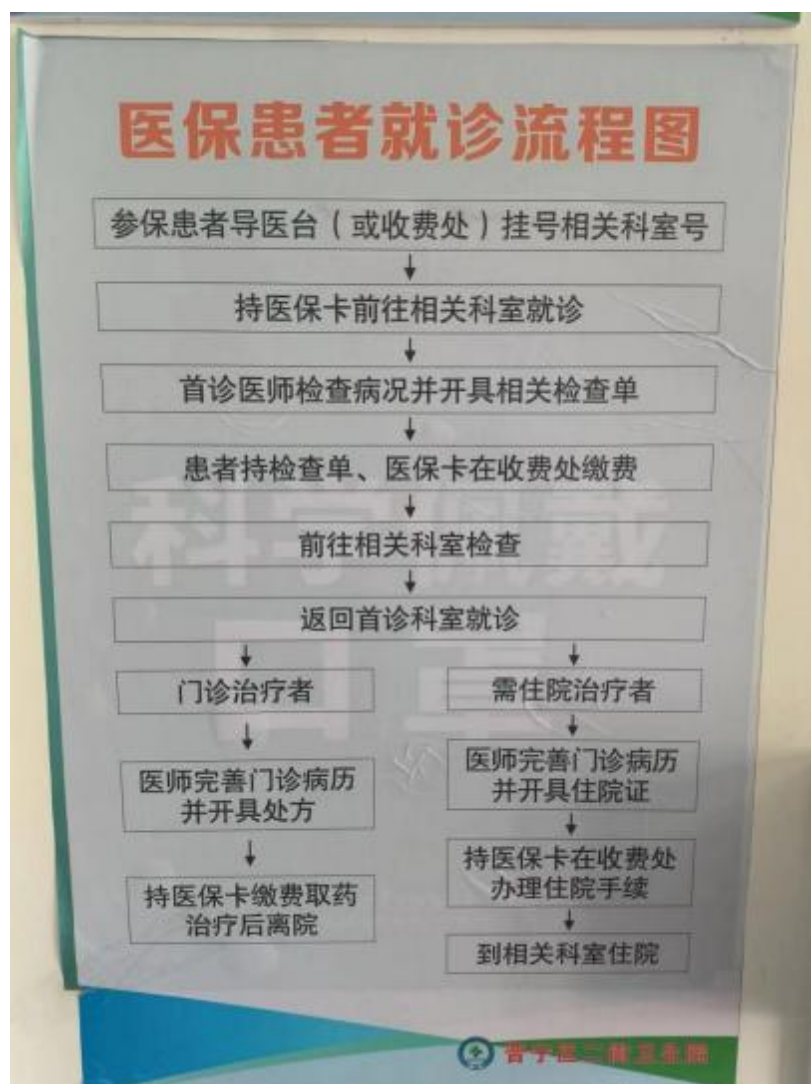 医保患者就诊流程图
参保患者导医台（或收费处）挂号相关科室号
持医保卡前往相关科室就诊
首诊医师检查病况并开具相关检查单
患者持检查单、医保卡在收费处缴费
前往相关科室检查
返回首诊科室就诊
门诊治疗者
医师完善门诊病历
并开具处方
持医保卡缴费取药
治疗后离院
需住院治疗者
医师完善门诊病历
并开具住院证
持医保卡在收费处
办理住院手续
到相关科室住院
科学佩戴
口罩